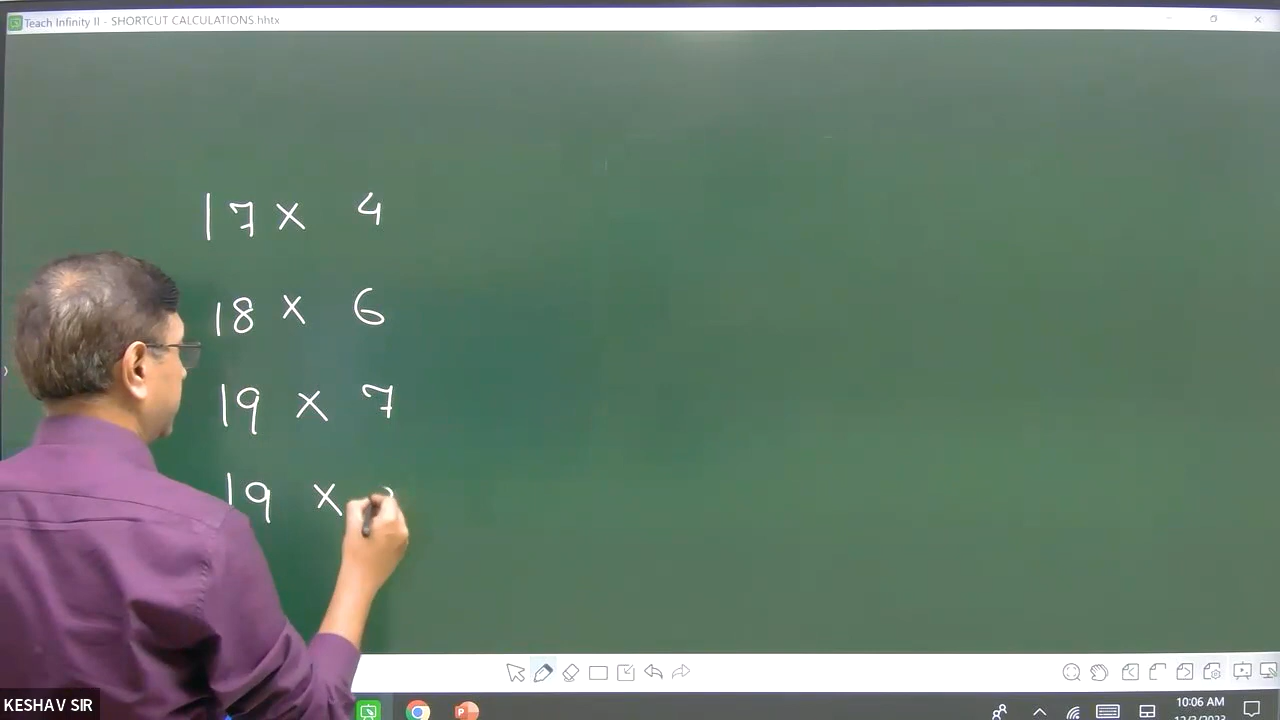 Teach Infinity II - SHORTCUT CALCULATIONS.hhtx
17 × 4
18 × 6
19 × 7
19 ×
KESHAV SIR
10:06 AM